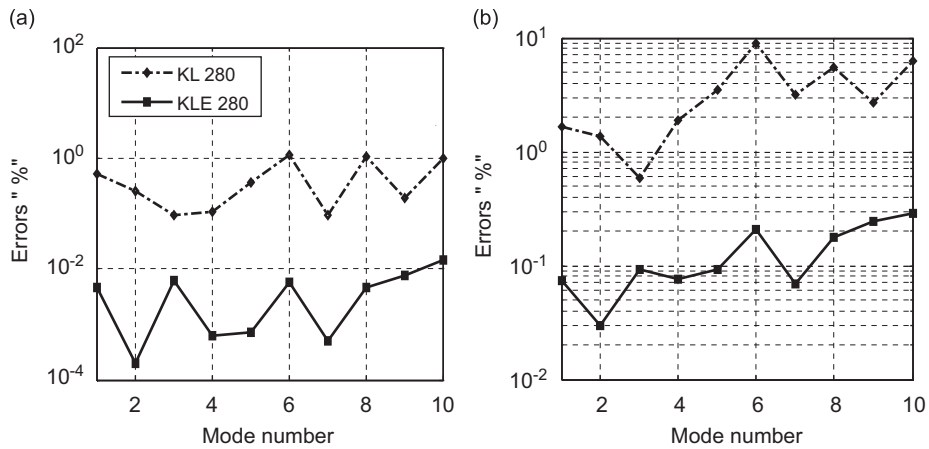 (a)
10^2
KL 280
KLE 280
10^0
10^-2
10^-4
Errors " %"
2 4 6 8 10
Mode number
(b)
10^1
10^0
10^-1
10^-2
Errors " %"
2 4 6 8 10
Mode number